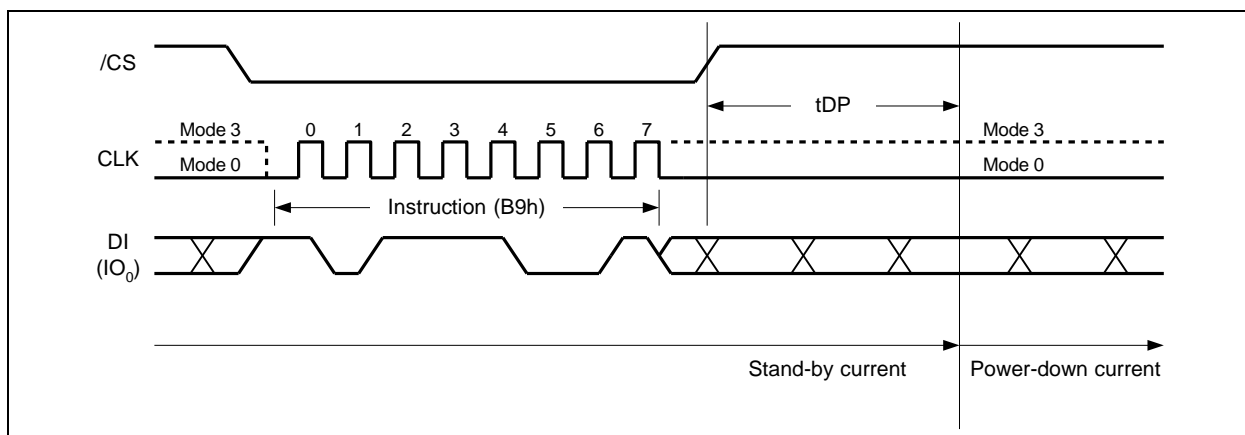 /CS
tDP
Mode 3 0 1 2 3 4 5 6 7 Mode 3
CLK
Mode 0 Mode 0
Instruction (B9h)
DI
(IO₀)
Stand-by current Power-down current